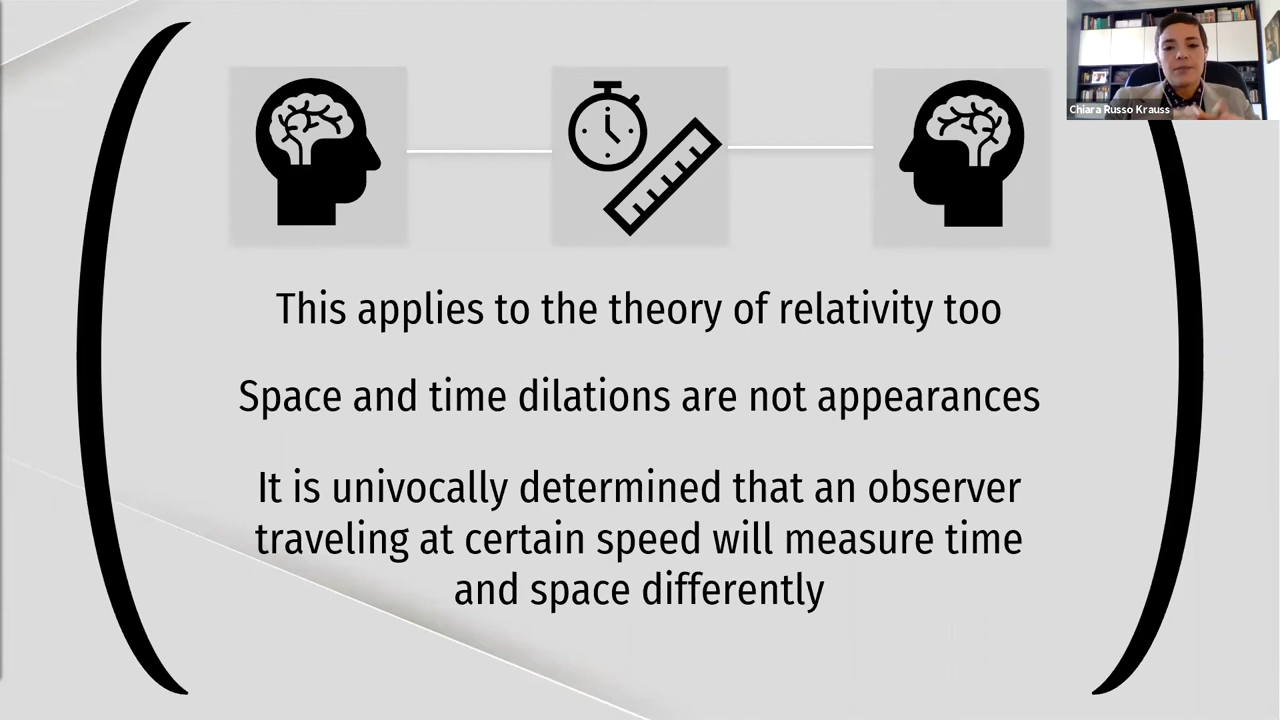 Chiara Russo Krauss
This applies to the theory of relativity too
Space and time dilations are not appearances
It is univocally determined that an observer
traveling at certain speed will measure time
and space differently